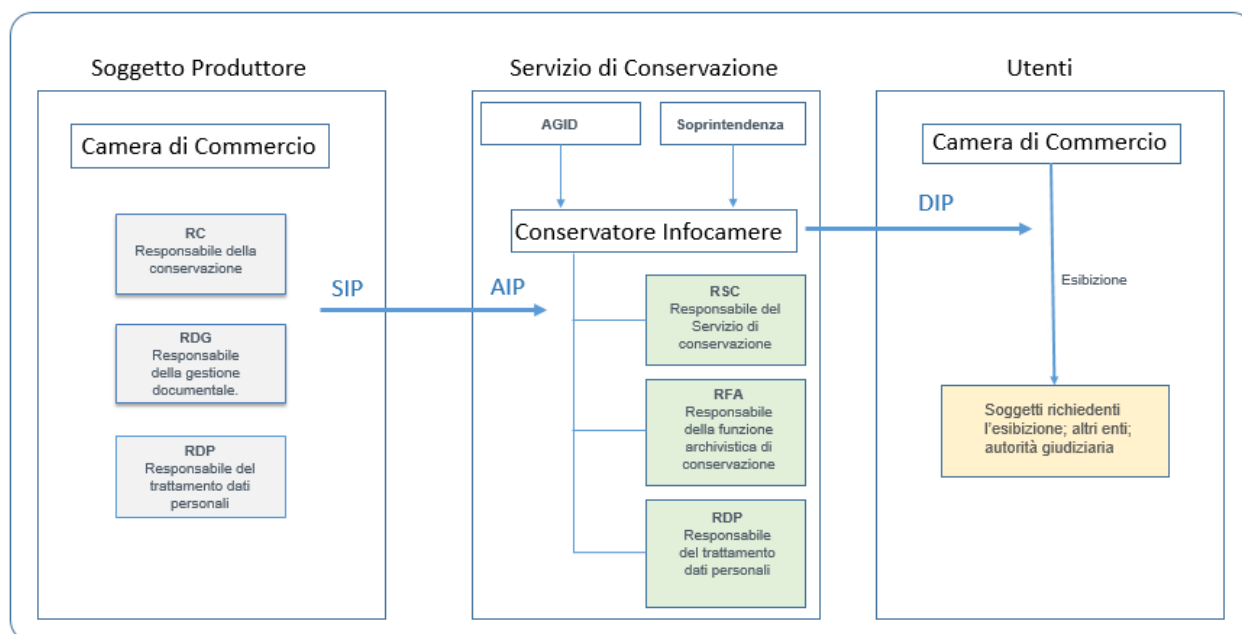 Soggetto Produttore
Camera di Commercio
RC
Responsabile della
conservazione
RDG
Responsabile
della gestione
documentale.
RDP
Responsabile del
trattamento dati
personali
SIP
Servizio di Conservazione
AGID
Soprintendenza
Conservatore Infocamere
AIP
RSC
Responsabile del
Servizio di
conservazione
RFA
Responsabile
della funzione
archivistica di
conservazione
RDP
Responsabile
del trattamento
dati personali
DIP
Utenti
Camera di Commercio
Esibizione
Soggetti richiedenti
l'esibizione; altri enti;
autorità giudiziaria